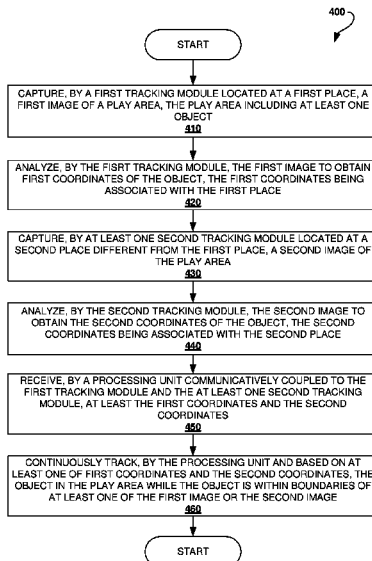 400
START
CAPTURE, BY A FIRST TRACKING MODULE LOCATED AT A FIRST PLACE, A
FIRST IMAGE OF A PLAY AREA, THE PLAY AREA INCLUDING AT LEAST ONE
OBJECT
410
ANALYZE, BY THE FISRT TRACKING MODULE, THE FIRST IMAGE TO OBTAIN
FIRST COORDINATES OF THE OBJECT, THE FIRST COORDINATES BEING
ASSOCIATED WITH THE FIRST PLACE
420
CAPTURE, BY AT LEAST ONE SECOND TRACKING MODULE LOCATED AT A
SECOND PLACE DIFFERENT FROM THE FIRST PLACE, A SECOND IMAGE OF
THE PLAY AREA
430
ANALYZE, BY THE SECOND TRACKING MODULE, THE SECOND IMAGE TO
OBTAIN THE SECOND COORDINATES OF THE OBJECT, THE SECOND
COORDINATES BEING ASSOCIATED WITH THE SECOND PLACE
440
RECEIVE, BY A PROCESSING UNIT COMMUNICATIVELY COUPLED TO THE
FIRST TRACKING MODULE AND THE AT LEAST ONE SECOND TRACKING
MODULE, AT LEAST THE FIRST COORDINATES AND THE SECOND
COORDINATES
450
CONTINUOUSLY TRACK, BY THE PROCESSING UNIT AND BASED ON AT
LEAST ONE OF FIRST COORDINATES AND THE SECOND COORDINATES, THE
OBJECT IN THE PLAY AREA WHILE THE OBJECT IS WITHIN BOUNDARIES OF
AT LEAST ONE OF THE FIRST IMAGE OR THE SECOND IMAGE
460
START